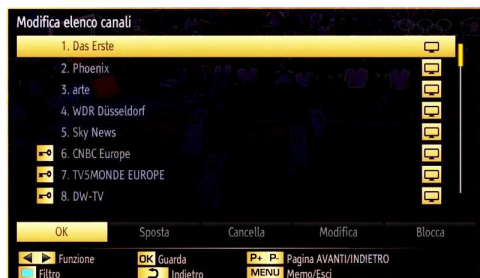 Modifica elenco canali
1. Das Erste
2. Phoenix
3. arte
4. WDR Düsseldorf
5. Sky News
6. CNBC Europe
7. TV5MONDE EUROPE
8. DW-TV
OK Sposta Cancella Modifica Blocca
Funzione OK Guarda P+ P- Pagina AVANTI/INDIETRO
Filtro Indietro MENU Memo/Esci